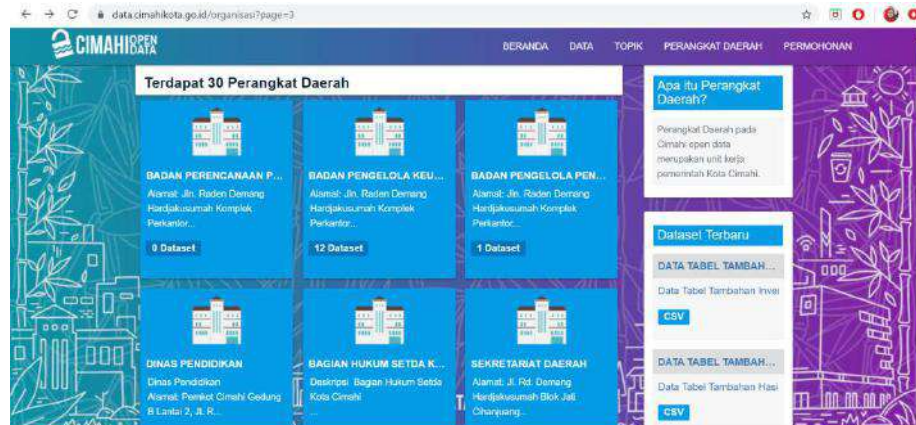 data.cimahikota.go.id/organisasi?page=3
CIMAHI OPEN DATA
BERANDA DATA TOPIK PERANGKAT DAERAH PERMOHONAN
Terdapat 30 Perangkat Daerah
BADAN PERENCANAAN P...
Alamat: Jln. Raden Demang
Hardjakusumah Komplek
Perkantor...
0 Dataset
BADAN PENGELOLA KEU...
Alamat: Jln. Raden Demang
Hardjakusumah Komplek
Perkantor...
12 Dataset
BADAN PENGELOLA PEN...
Alamat: Jln. Raden Demang
Hardjakusumah Komplek
Perkantor...
1 Dataset
DINAS PENDIDIKAN
Dinas Pendidikan
Alamat: Pemkot Cimahi Gedung
B Lantai 2, JL R...
BAGIAN HUKUM SETDA K...
Deskripsi Bagian Hukum Setda
Kota Cimahi
...
SEKRETARIAT DAERAH
Alamat: Jl. Rd. Demang
Hardjakusumah Blok Jati
Cihanjuang...
Apa itu Perangkat
Daerah?
Perangkat Daerah pada
Cimahi open data
merupakan unit kerja
pemerintah Kota Cimahi.
Dataset Terbaru
DATA TABEL TAMBAH...
Data Tabel Tambahan Inves
CSV
DATA TABEL TAMBAH...
Data Tabel Tambahan Hasi
CSV